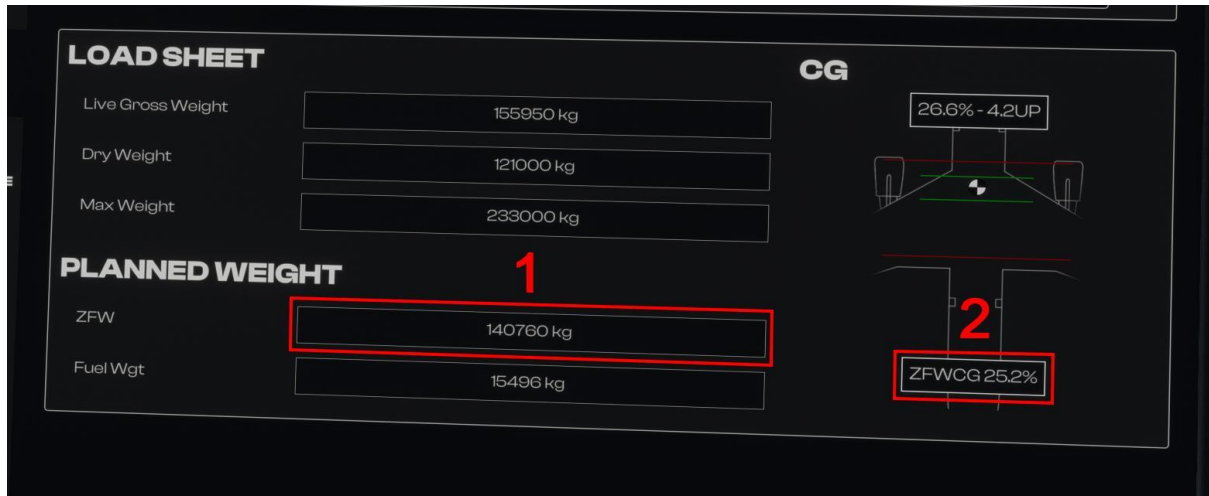 LOAD SHEET
Live Gross Weight 155950 kg
Dry Weight 121000 kg
Max Weight 233000 kg
PLANNED WEIGHT
1
ZFW 140760 kg
Fuel Wgt 15496 kg
CG
26.6% - 4.2UP
2
ZFWCG 25.2%